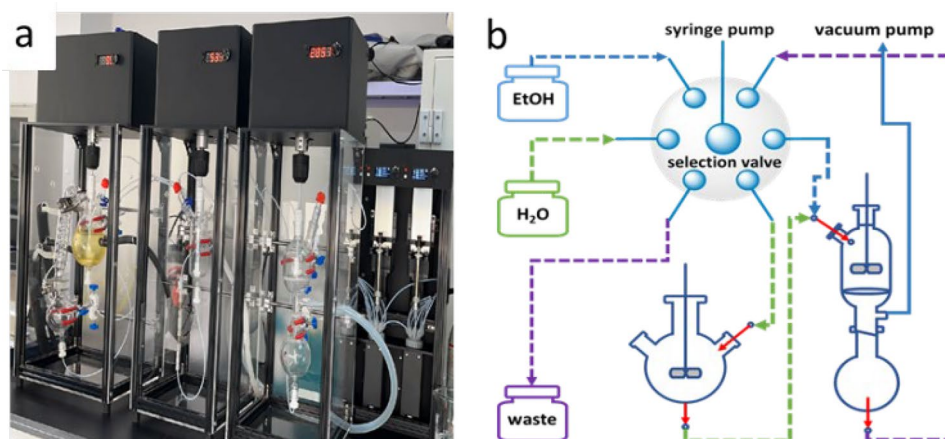 a
b
syringe pump
vacuum pump
EtOH
selection valve
H₂O
waste